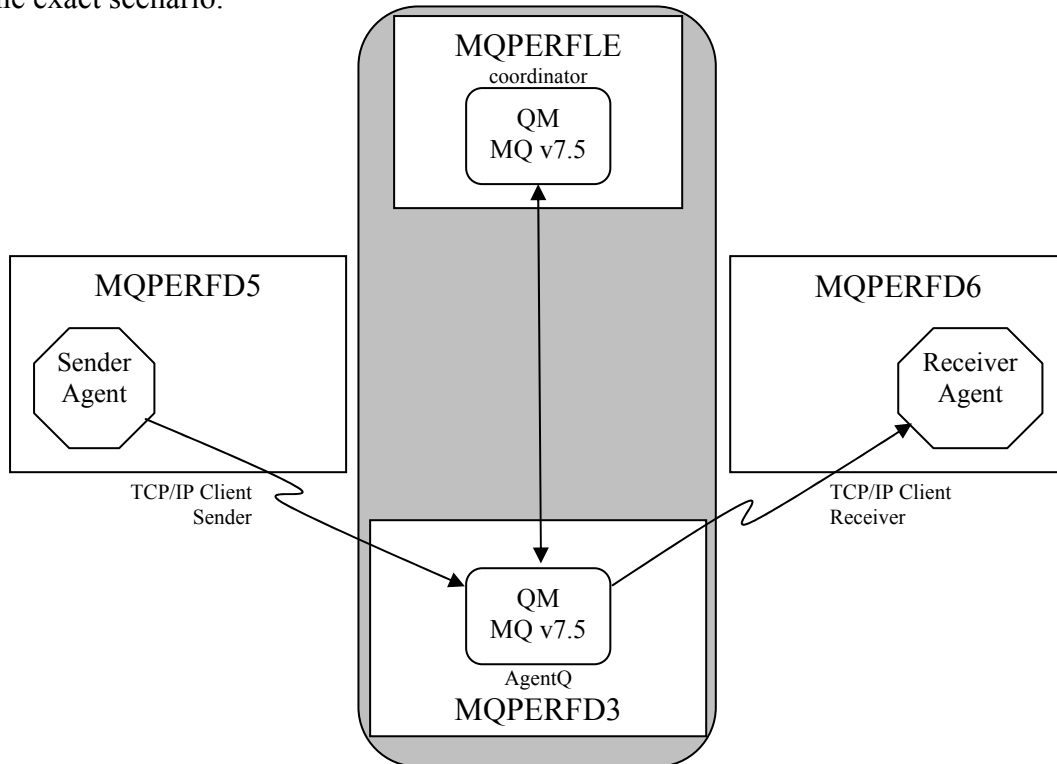 exact scenario.
MQPERFLE
coordinator
QM
MQ v7.5
MQPERFD5
Sender
Agent
MQPERFD6
Receiver
Agent
TCP/IP Client
Sender
TCP/IP Client
Receiver
QM
MQ v7.5
AgentQ
MQPERFD3